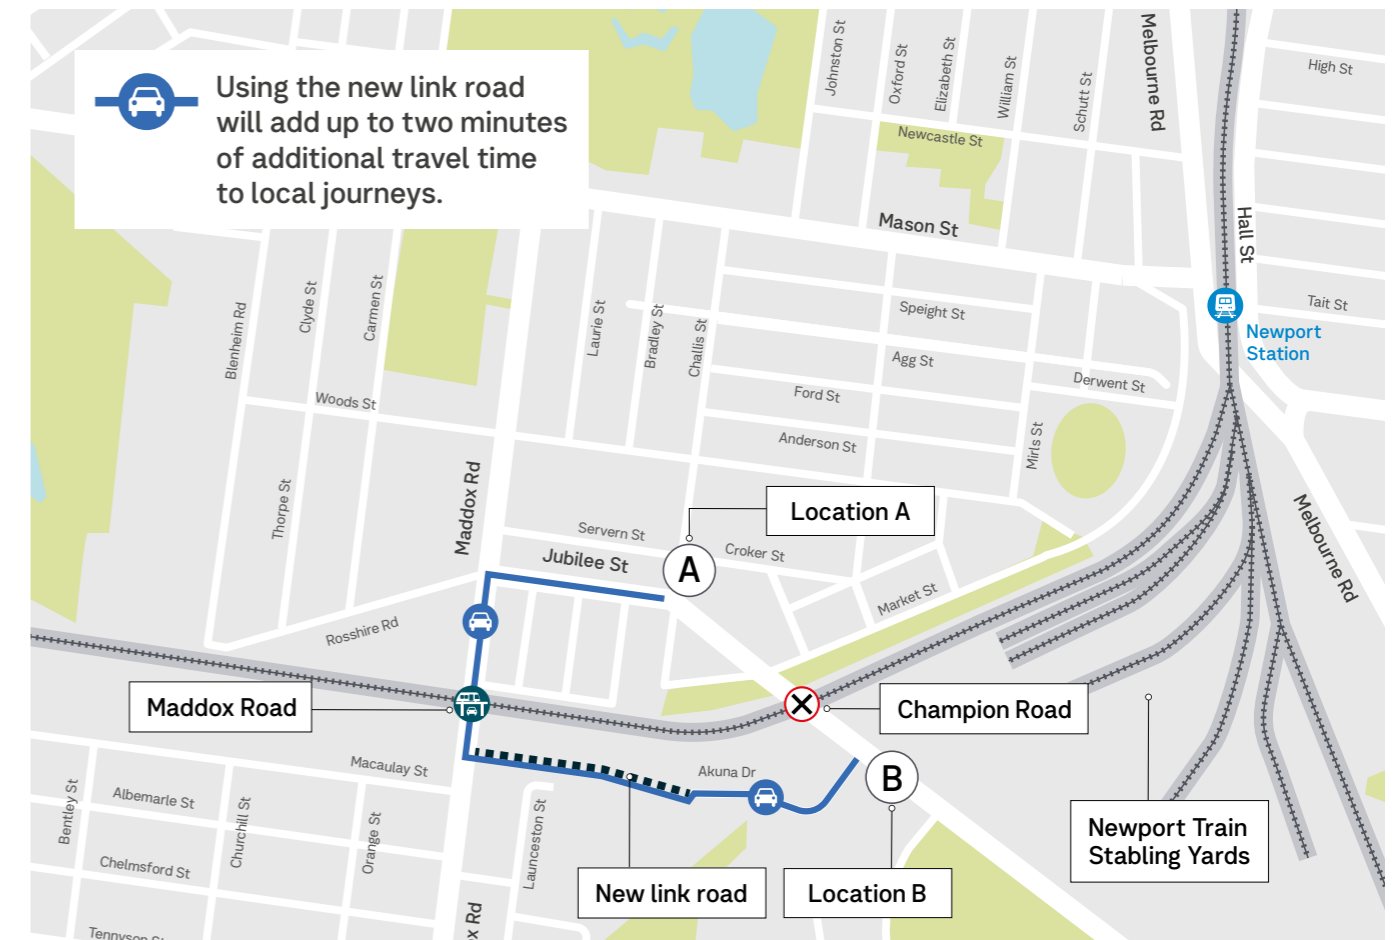 Using the new link road
will add up to two minutes
of additional travel time
to local journeys.
Johnston St
Oxford St
Elizabeth St
William St
Schutt St
Melbourne Rd
High St
Newcastle St
Mason St
Hall St
Tait St
Newport
Station
Blenheim Rd
Clyde St
Carmen St
Laurie St
Bradley St
Challis St
Speight St
Agg St
Derwent St
Ford St
Woods St
Anderson St
Mirls St
Maddox Rd
Thorpe St
Location A
Servern St
Croker St
Jubilee St
A
Melbourne Rd
Market St
Rosshire Rd
Maddox Road
Champion Road
Macaulay St
Akuna Dr
B
Bentley St
Albemarle St
Churchill St
Orange St
Launceston St
Newport Train
Stabling Yards
Chelmsford St
New link road
Location B
x Rd
Tennyson St